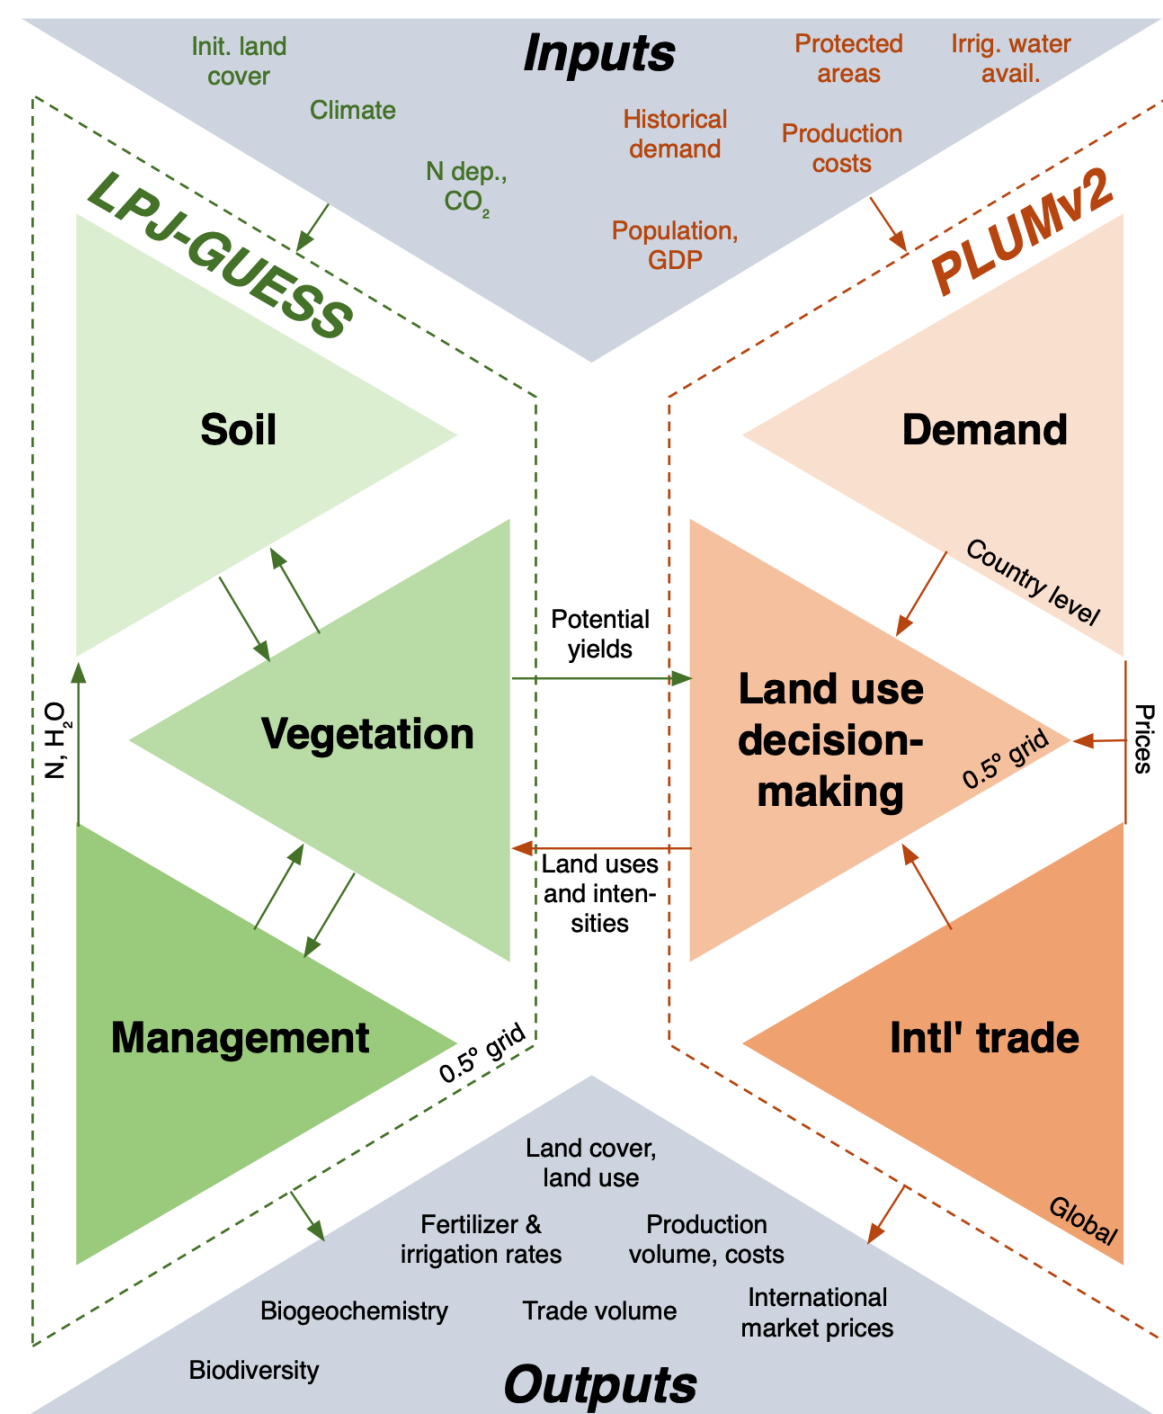 Inputs
Init. land
cover
Climate
N dep.,
CO₂
Historical
demand
Protected
areas
Irrig. water
avail.
Production
costs
Population,
GDP
LPJ-GUESS
PLUMv2
Soil
Demand
Country level
Potential
yields
Vegetation
Land use
decision-
making
0.5° grid
N, H₂O
Prices
Land uses
and inten-
sities
Management
0.5° grid
Intl' trade
Global
Land cover,
land use
Fertilizer &
irrigation rates
Production
volume, costs
Biogeochemistry
Trade volume
International
market prices
Biodiversity
Outputs